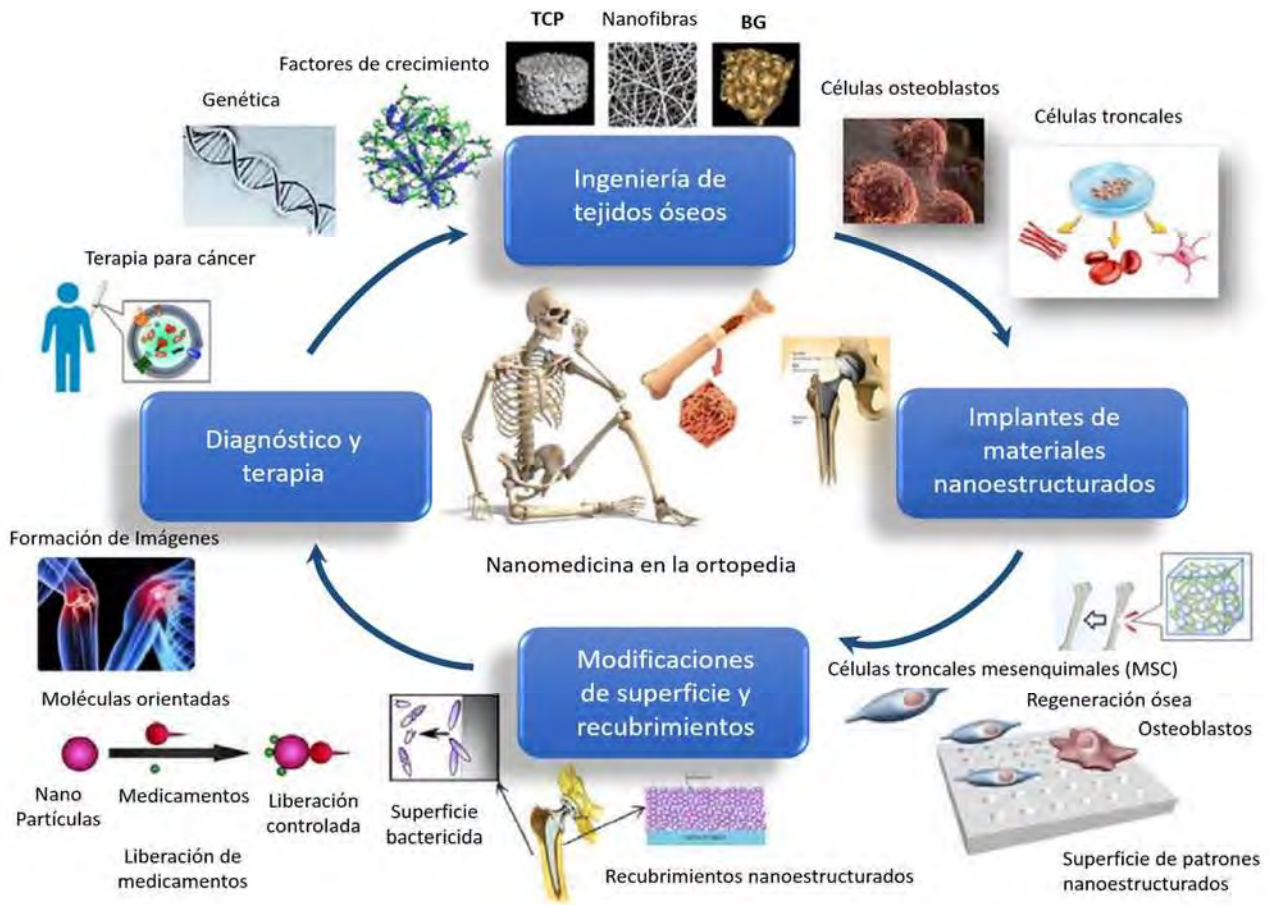 TCP
Nanofibras
BG
Factores de crecimiento
Genética
Células osteoblastos
Células troncales
Ingeniería de
tejidos óseos
Terapia para cáncer
Diagnóstico y
terapia
Implantes de
materiales
nanoestructurados
Nanomedicina en la ortopedia
Formación de Imágenes
Modificaciones
de superficie y
recubrimientos
Células troncales mesenquimales (MSC)
Regeneración ósea
Osteoblastos
Moléculas orientadas
Nano
Partículas
Medicamentos
Liberación
controlada
Liberación de
medicamentos
Superficie
bactericida
Recubrimientos nanoestructurados
Superficie de patrones
nanoestructurados